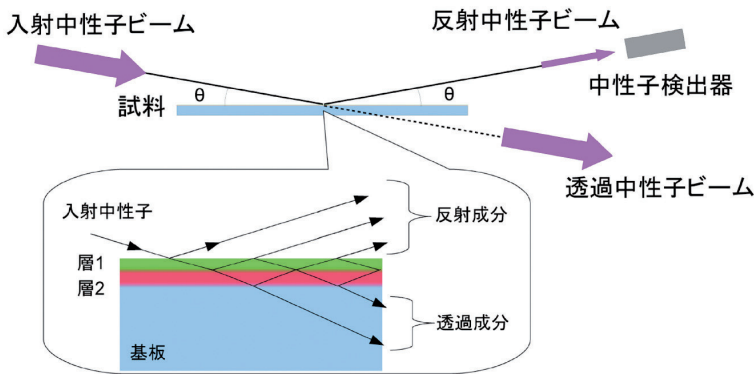 入射中性子ビーム
反射中性子ビーム
中性子検出器
θ
θ
試料
透過中性子ビーム
入射中性子
反射成分
層1
層2
透過成分
基板